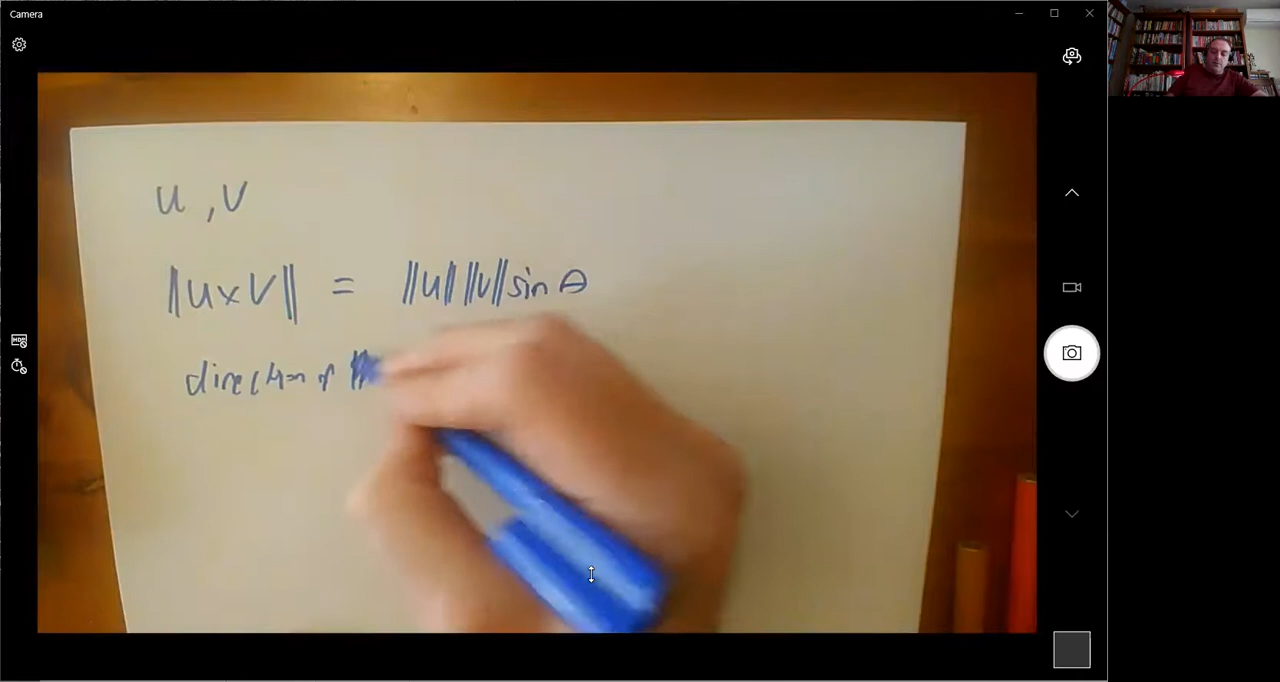 Camera
u , v
||u×v|| = ||u|| ||v|| sin θ
direction of